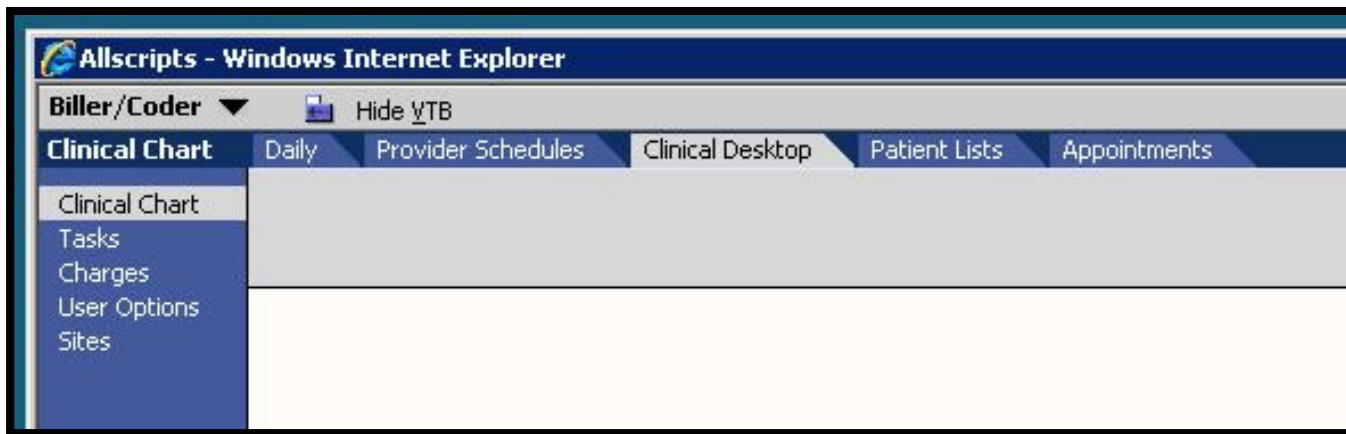 Allscripts - Windows Internet Explorer
Biller/Coder Hide VTB
Clinical Chart Daily Provider Schedules Clinical Desktop Patient Lists Appointments
Clinical Chart
Tasks
Charges
User Options
Sites